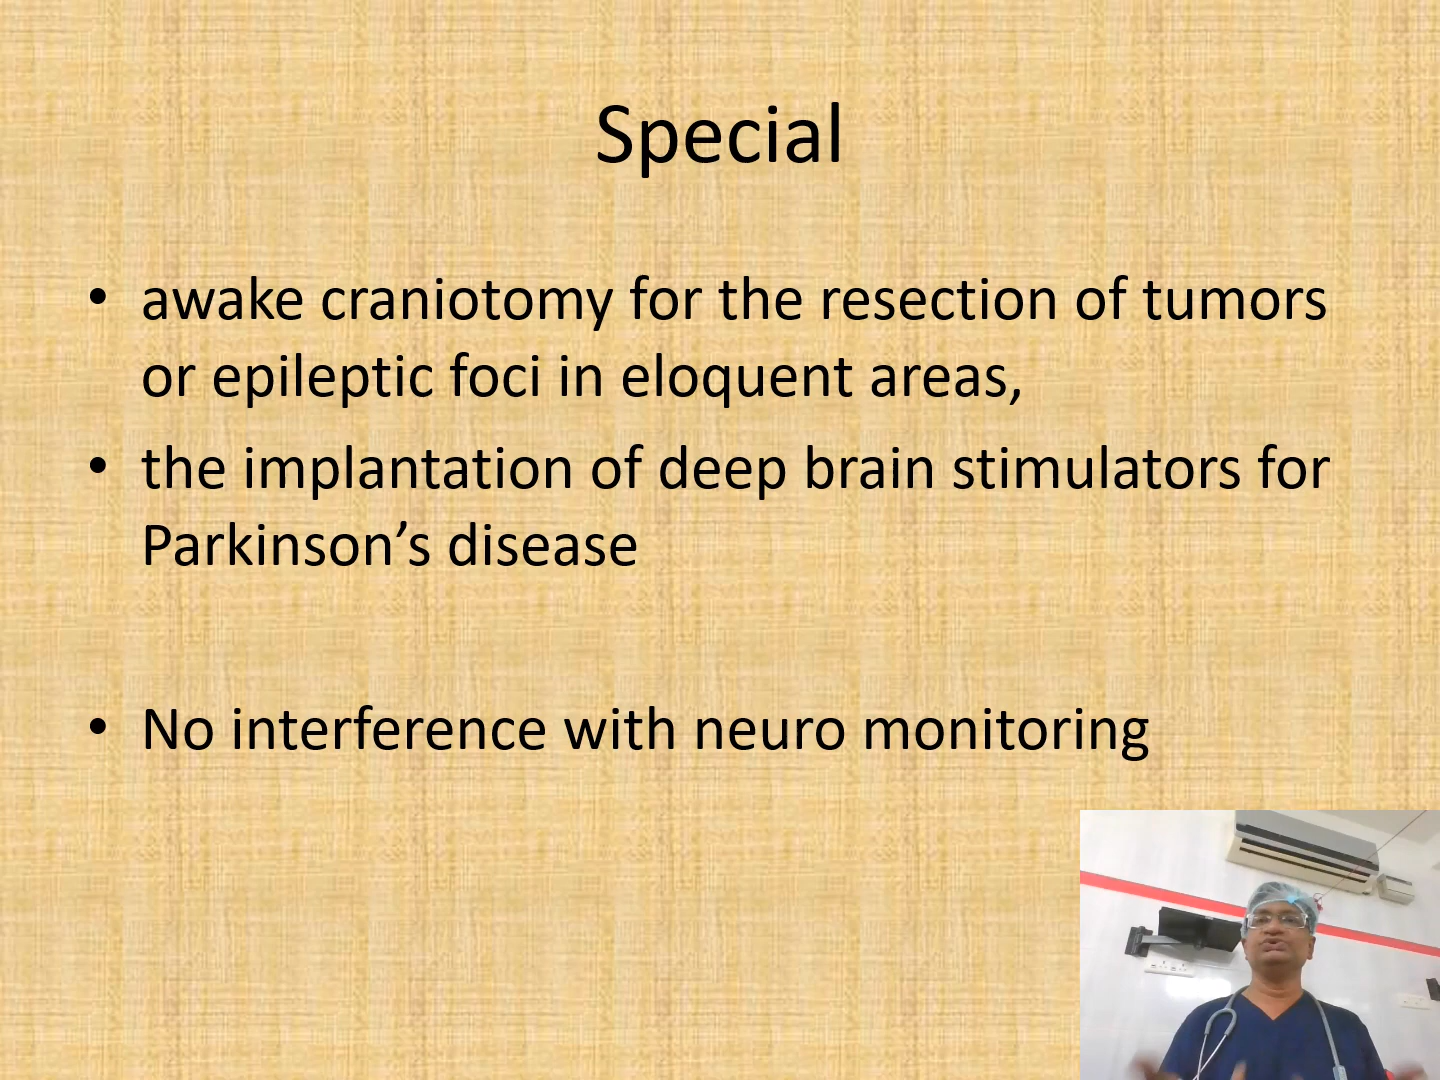 Special
• awake craniotomy for the resection of tumors
or epileptic foci in eloquent areas,
• the implantation of deep brain stimulators for
Parkinson’s disease
• No interference with neuro monitoring